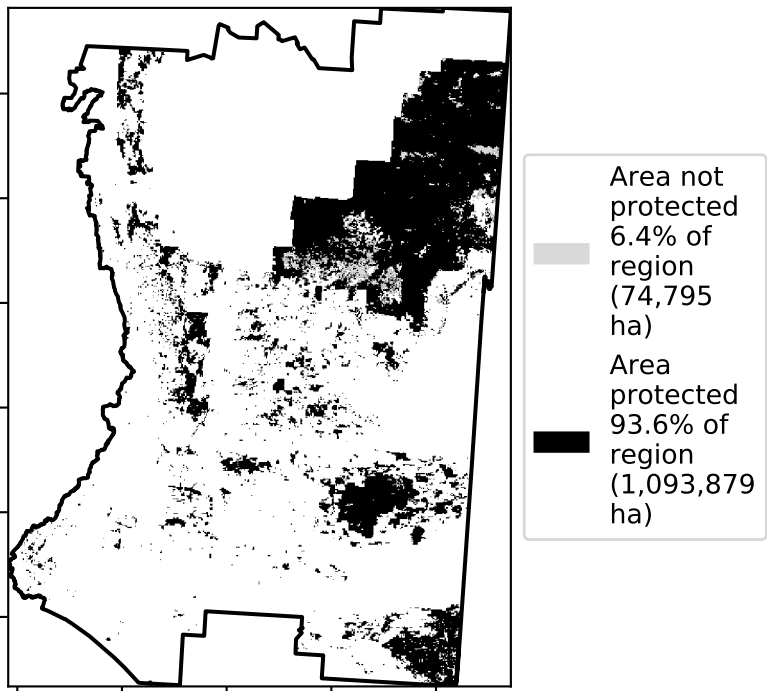 Area not
protected
6.4% of
region
(74,795
ha)
Area
protected
93.6% of
region
(1,093,879
ha)